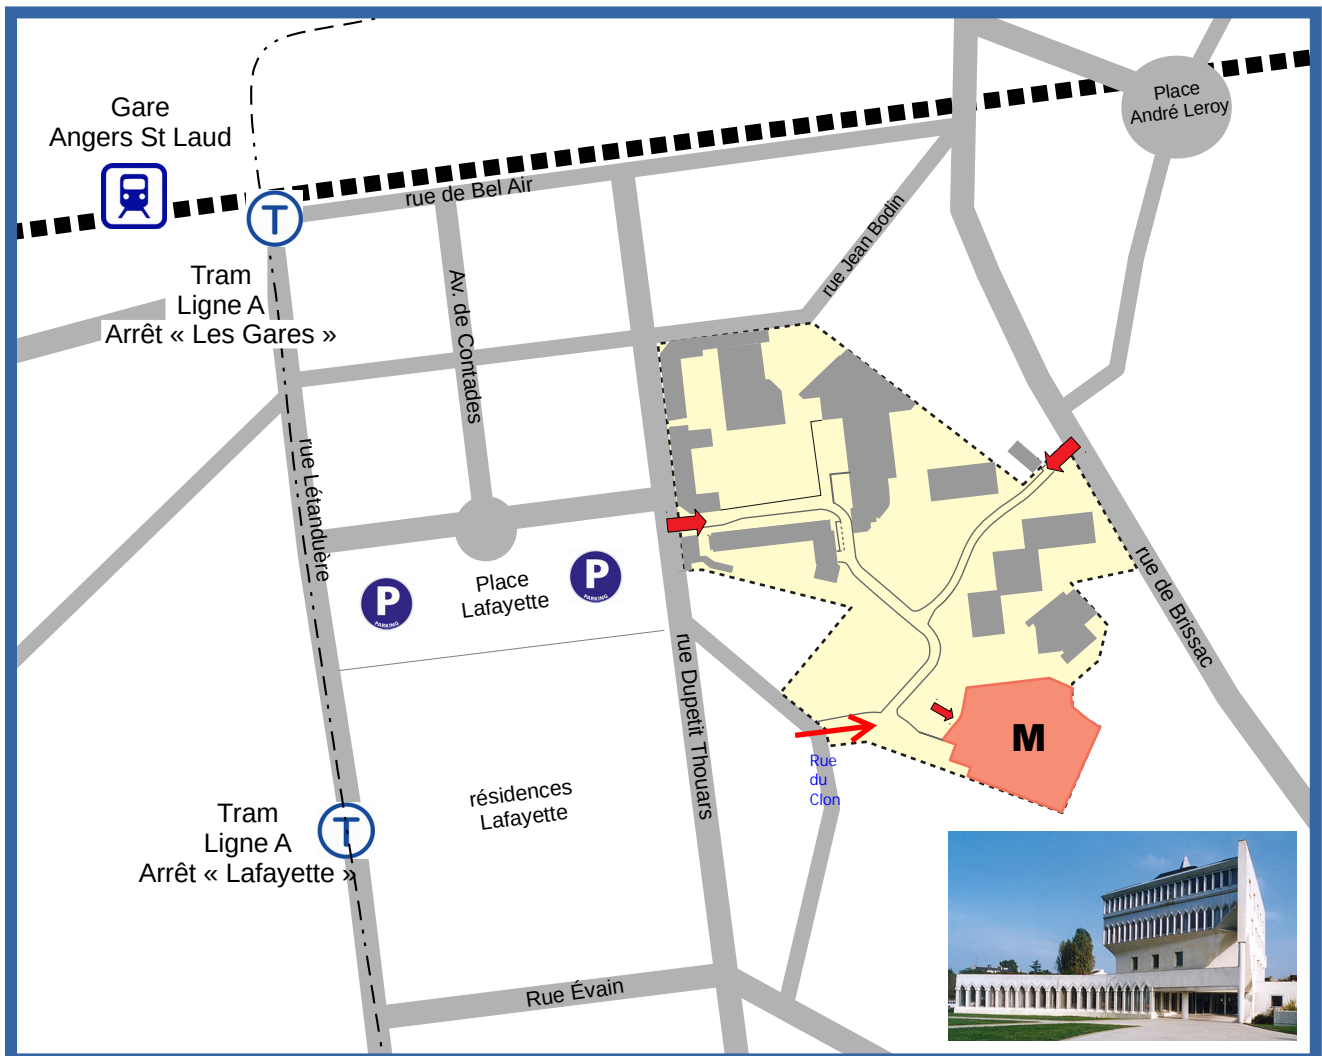 Place
André Leroy
Gare
Angers St Laud
rue de Bel Air
T
rue Jean Bodin
Tram
Ligne A
Arrêt « Les Gares »
Av. de Contades
rue Létanduère
P
PARKING
Place
Lafayette
P
PARKING
rue de Brissac
rue Dupetit Thouars
M
Rue
du
Clon
résidences
Lafayette
Tram
Ligne A
Arrêt « Lafayette »
T
Rue Évain